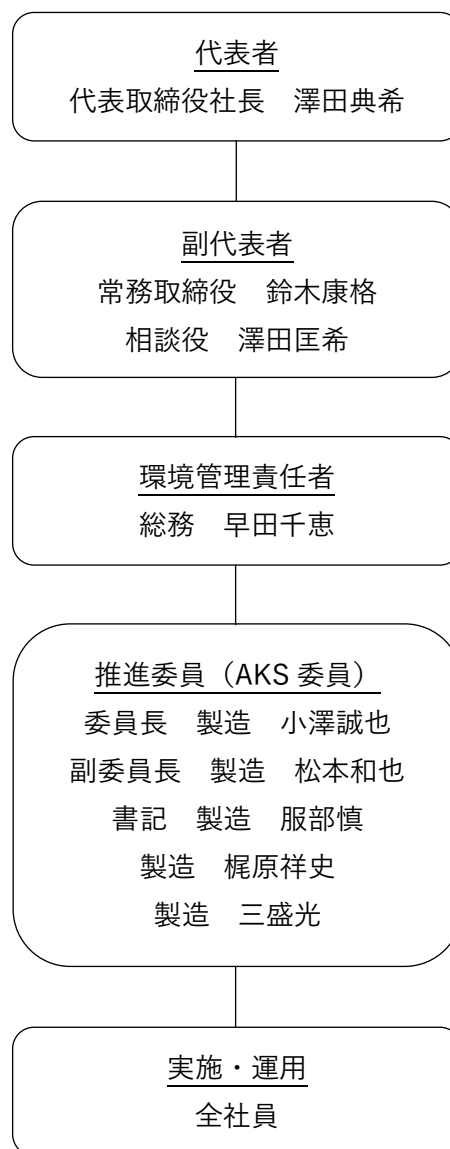 代表者
代表取締役社長　澤田典希
副代表者
常務取締役　鈴木康格
相談役　澤田匡希
環境管理責任者
総務　早田千恵
推進委員（AKS 委員）
委員長　製造　小澤誠也
副委員長　製造　松本和也
書記　製造　服部慎
製造　梶原祥史
製造　三盛光
実施・運用
全社員